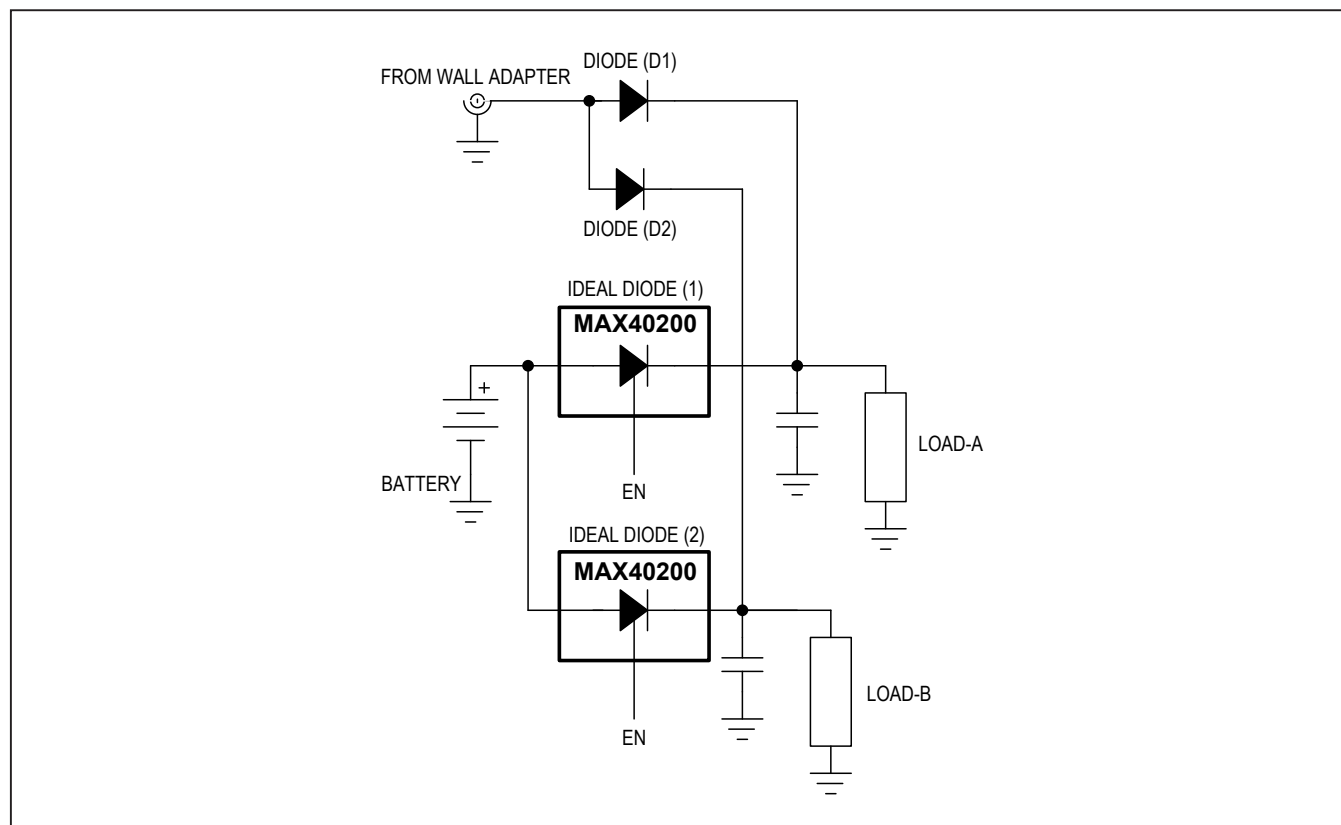 DIODE (D1)
FROM WALL ADAPTER
DIODE (D2)
IDEAL DIODE (1)
MAX40200
+
LOAD-A
BATTERY
EN
IDEAL DIODE (2)
MAX40200
LOAD-B
EN